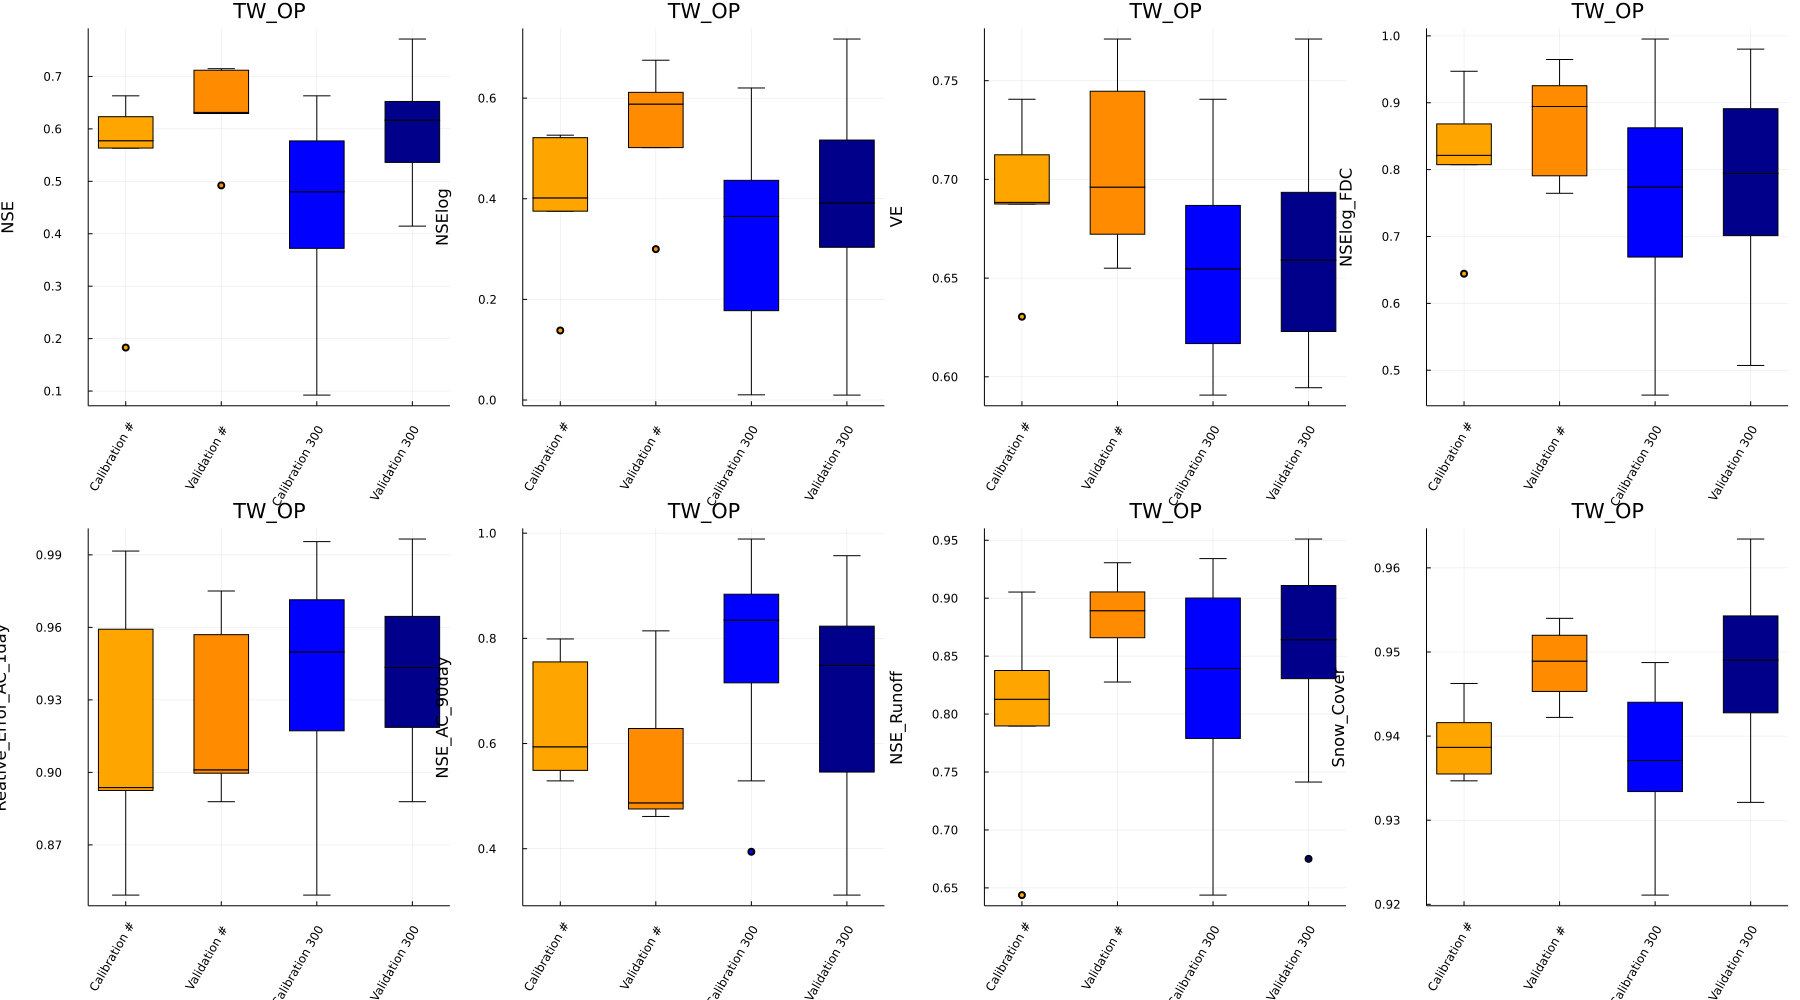 TW_OP
TW_OP
TW_OP
TW_OP
NSE
0.7
0.6
0.5
0.4
0.3
0.2
0.1
Calibration #
Validation #
Calibration 300
Validation 300
NSElog
0.6
0.4
0.2
0.0
Calibration #
Validation #
Calibration 300
Validation 300
VE
0.75
0.70
0.65
0.60
Calibration #
Validation #
Calibration 300
Validation 300
NSElog_FDC
1.0
0.9
0.8
0.7
0.6
0.5
Calibration #
Validation #
Calibration 300
Validation 300
TW_OP
TW_OP
TW_OP
TW_OP
Reative_Error_AC_1day
0.99
0.96
0.93
0.90
0.87
Calibration #
Validation #
Calibration 300
Validation 300
NSE_AC_90day
1.0
0.8
0.6
0.4
Calibration #
Validation #
Calibration 300
Validation 300
NSE_Runoff
0.95
0.90
0.85
0.80
0.75
0.70
0.65
Calibration #
Validation #
Calibration 300
Validation 300
Snow_Cover
0.96
0.95
0.94
0.93
0.92
Calibration #
Validation #
Calibration 300
Validation 300